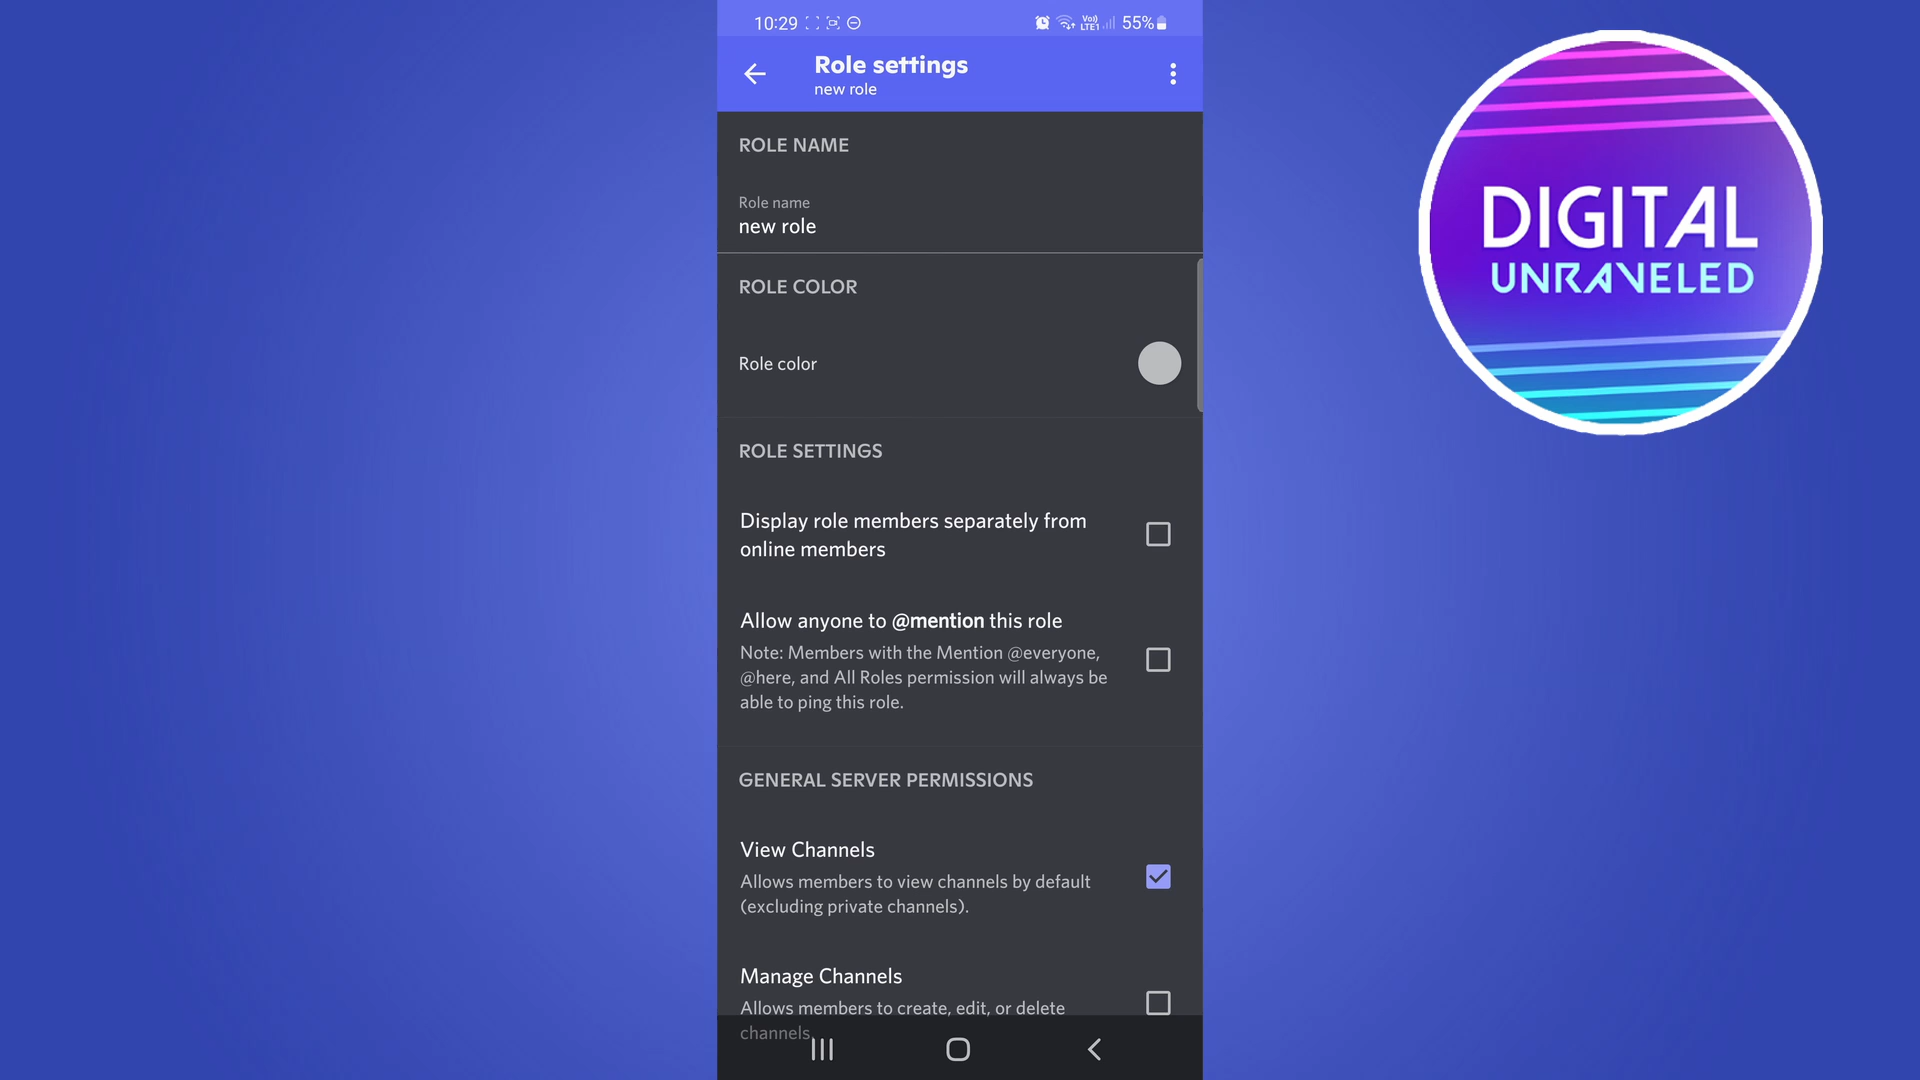 10:29
Vo)
LTE1
55%
Role settings
new role
ROLE NAME
Role name
new role
ROLE COLOR
Role color
ROLE SETTINGS
Display role members separately from
online members
Allow anyone to @mention this role
Note: Members with the Mention @everyone,
@here, and All Roles permission will always be
able to ping this role.
GENERAL SERVER PERMISSIONS
View Channels
Allows members to view channels by default
(excluding private channels).
Manage Channels
Allows members to create, edit, or delete
channels.
DIGITAL
UNRAVELED